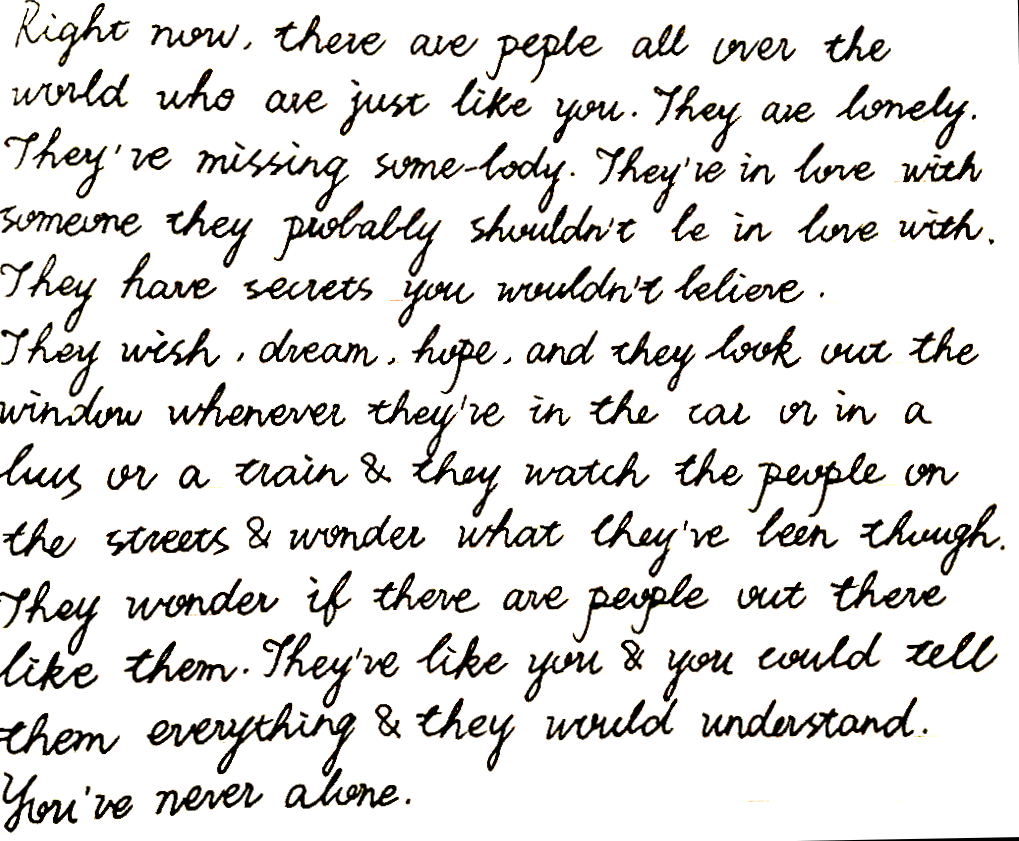 Right now, there are peple all over the
world who are just like you. They are lonely.
They're missing some-body. They're in love with
someone they probably shouldn't be in love with.
They have secrets you wouldn't believe.
They wish, dream, hope, and they look out the
window whenever they're in the car or in a
bus or a train & they watch the people on
the streets & wonder what they've been though.
They wonder if there are people out there
like them. They're like you & you could tell
them everything & they would understand.
You're never alone.